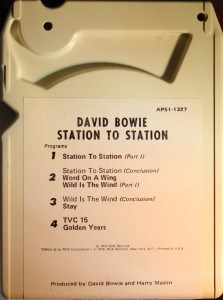 APS1-1327
DAVID BOWIE
STATION TO STATION
Programs
1 Station To Station (Part I)
Station To Station (Conclusion)
2 Word On A Wing
Wild Is The Wind (Part I)
3 Wild Is The Wind (Conclusion)
Stay
4 TVC 15
Golden Years
Produced by David Bowie and Harry Maslin